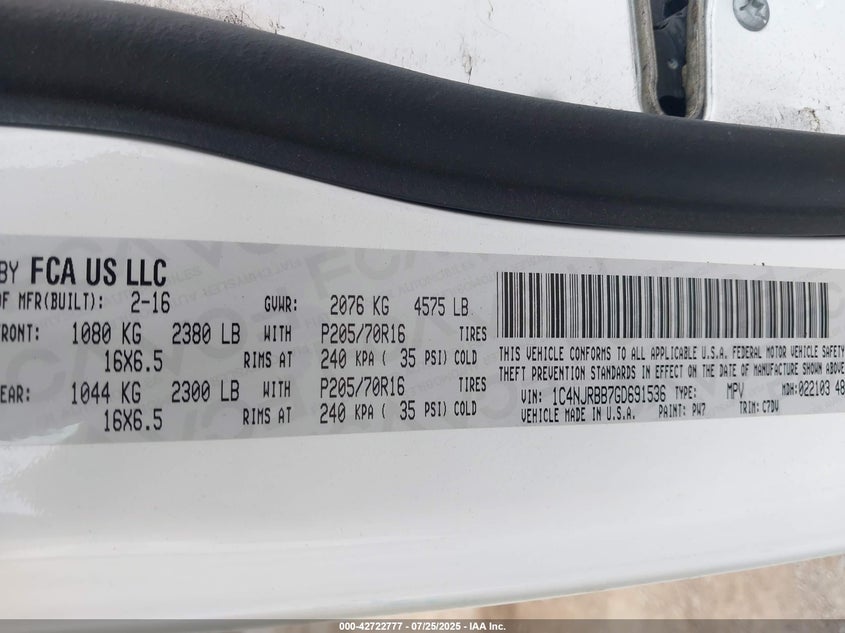 BY FCA US LLC
OF MFR(BUILT): 2-16 GVWR: 2076 KG 4575 LB
FRONT: 1080 KG 2380 LB WITH P205/70R16 TIRES
16X6.5 RIMS AT 240 KPA ( 35 PSI) COLD
EAR: 1044 KG 2300 LB WITH P205/70R16 TIRES
16X6.5 RIMS AT 240 KPA ( 35 PSI) COLD
THIS VEHICLE CONFORMS TO ALL APPLICABLE U.S.A. FEDERAL MOTOR VEHICLE SAFETY
THEFT PREVENTION STANDARDS IN EFFECT ON THE DATE OF MANUFACTURE SHOWN ABOVE
VIN: 1C4NJRBB7GD691536 TYPE: MPV MDH:022103 48
VEHICLE MADE IN U.S.A. PAINT: PW7 TRIM: C7DV
000-42722777 - 07/25/2025 - IAA Inc.